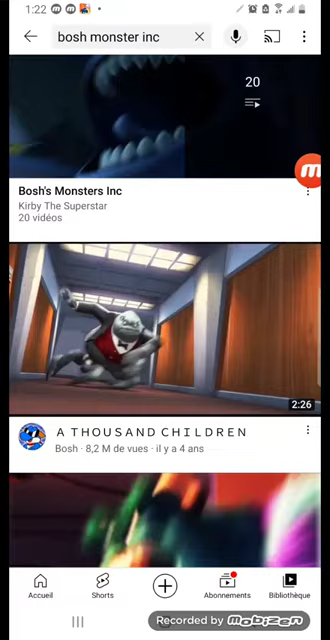 1:22
bosh monster inc
20
Bosh's Monsters Inc
Kirby The Superstar
20 vidéos
2:26
A THOUSAND CHILDREN
Bosh · 8,2 M de vues · il y a 4 ans
Accueil
Shorts
Abonnements
Bibliothèque
Recorded by mobizen